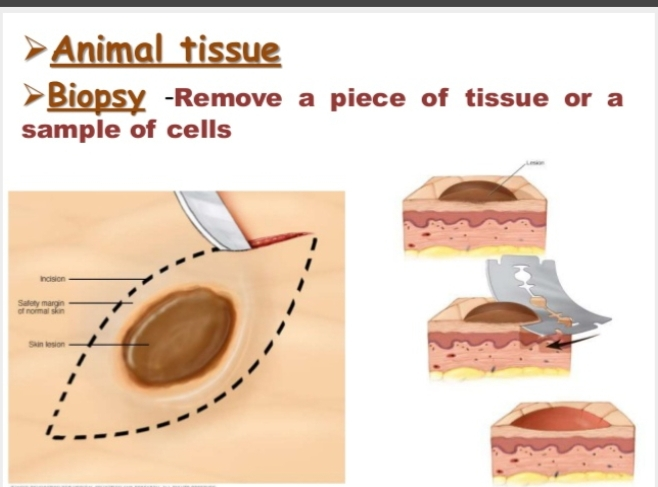 ➢Animal tissue
➢Biopsy -Remove a piece of tissue or a
sample of cells
Lesion
Incision
Safety margin
of normal skin
Skin lesion